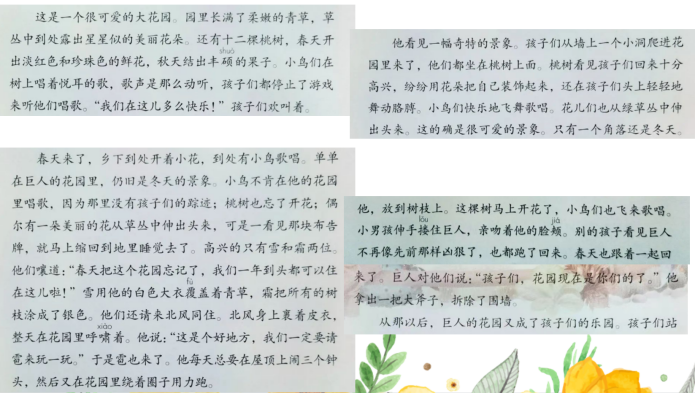 这是一个很可爱的大花园。园里长满了柔嫩的青草，草
丛中到处露出星星似的美丽花朵。还有十二棵桃树，春天开
出淡红色和珍珠色的鲜花，秋天结出丰硕的果子。小鸟们在
shuò
树上唱着悦耳的歌，歌声是那么动听，孩子们都停止了游戏
来听他们唱歌。“我们在这儿多么快乐！”孩子们欢叫着。
春天来了，乡下到处开着小花，到处有小鸟歌唱。单单
在巨人的花园里，仍旧是冬天的景象。小鸟不肯在他的花园
里唱歌，因为那里没有孩子们的踪迹；桃树也忘了开花；偶
尔有一朵美丽的花从草丛中伸出头来，可是一看见那块布告
牌，就马上缩回到地里睡觉去了。高兴的只有雪和霜两位。
他们嚷道：“春天把这个花园忘记了，我们一年到头都可以住
fù
在这儿啦！”雪用他的白色大衣覆盖着青草，霜把所有的树
枝涂成了银色。他们还请来北风同住。北风身上裹着皮衣，
xiào
整天在花园里呼啸着。他说：“这是个好地方，我们一定要请
雹来玩一玩。”于是雹也来了。他每天总要在屋顶上闹三个钟
头，然后又在花园里绕着圈子用力跑。
他看见一幅奇特的景象。孩子们从墙上一个小洞爬进花
园里来了，他们都坐在桃树上面。桃树看见孩子们回来十分
高兴，纷纷用花朵把自己装饰起来，还在孩子们头上轻轻地
舞动胳膊。小鸟们快乐地飞舞歌唱。花儿们也从绿草丛中伸
出头来。这的确是很可爱的景象。只有一个角落还是冬天。
他，放到树枝上。这棵树马上开花了，小鸟们也飞来歌唱。
lǒu jiá
小男孩伸手搂住巨人，亲吻着他的脸颊。别的孩子看见巨人
不再像先前那样凶狠了，也都跑了回来。春天也跟着一起回
来了。巨人对他们说：“孩子们，花园现在是你们的了。”他
拿出一把大斧子，拆除了围墙。
从那以后，巨人的花园又成了孩子们的乐园。孩子们站